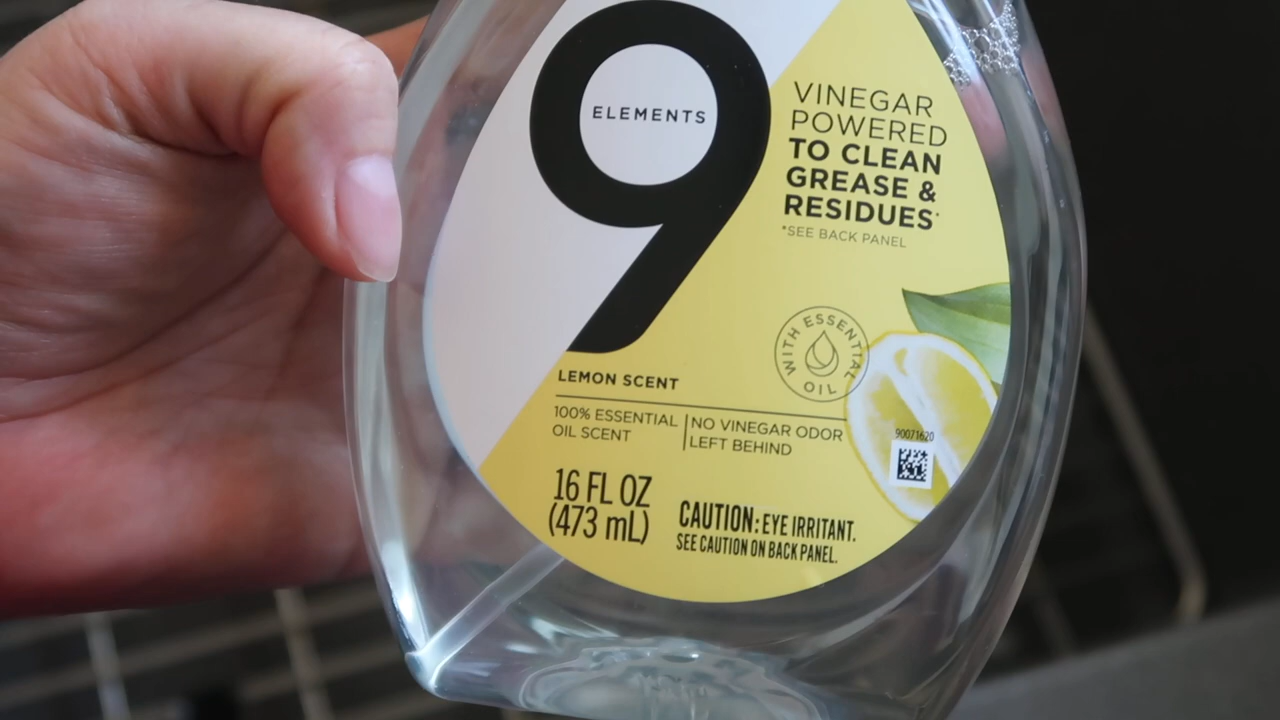 9
ELEMENTS
VINEGAR
POWERED
TO CLEAN
GREASE &
RESIDUES*
*SEE BACK PANEL
WITH ESSENTIAL OIL
LEMON SCENT
100% ESSENTIAL
OIL SCENT
NO VINEGAR ODOR
LEFT BEHIND
90071620
16 FL OZ
(473 mL)
CAUTION: EYE IRRITANT.
SEE CAUTION ON BACK PANEL.